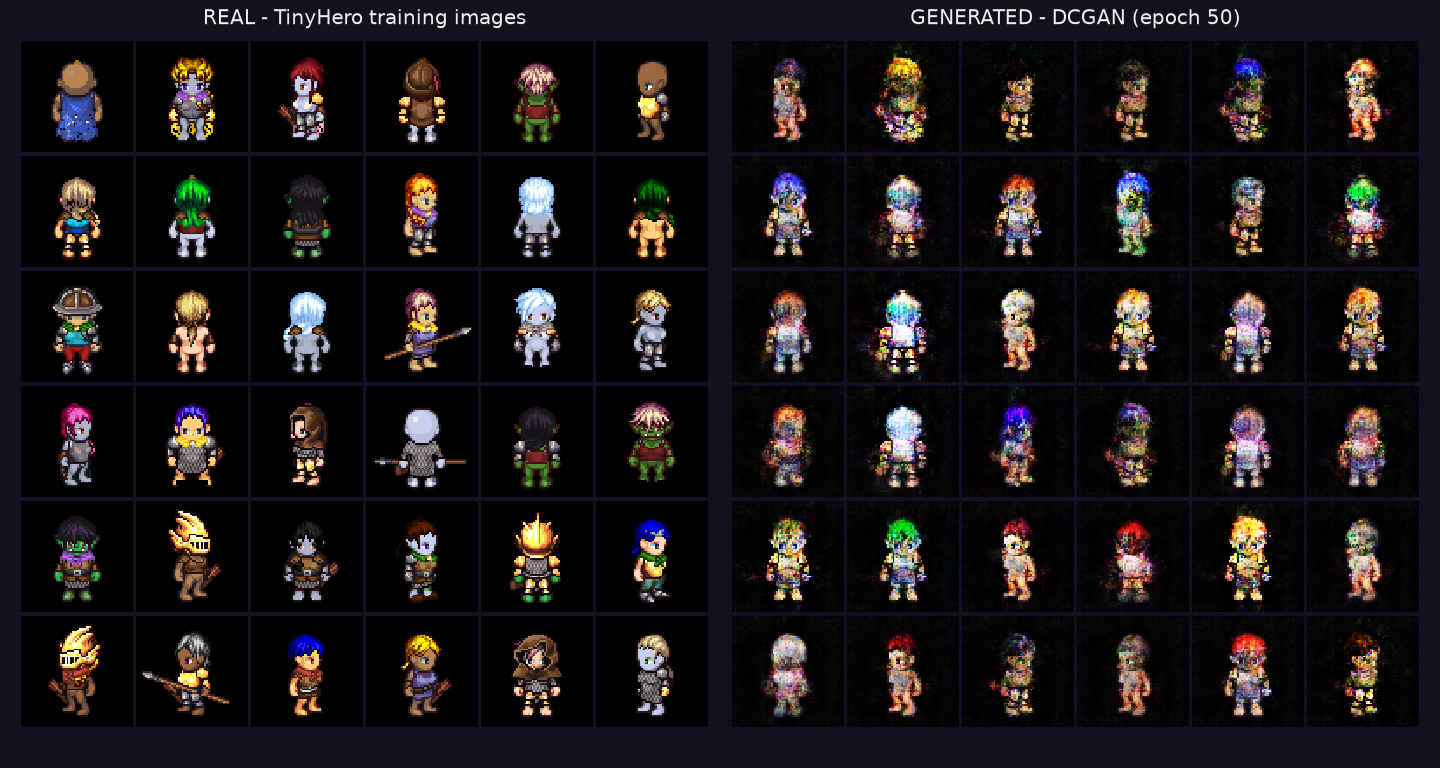 REAL - TinyHero training images
GENERATED - DCGAN (epoch 50)